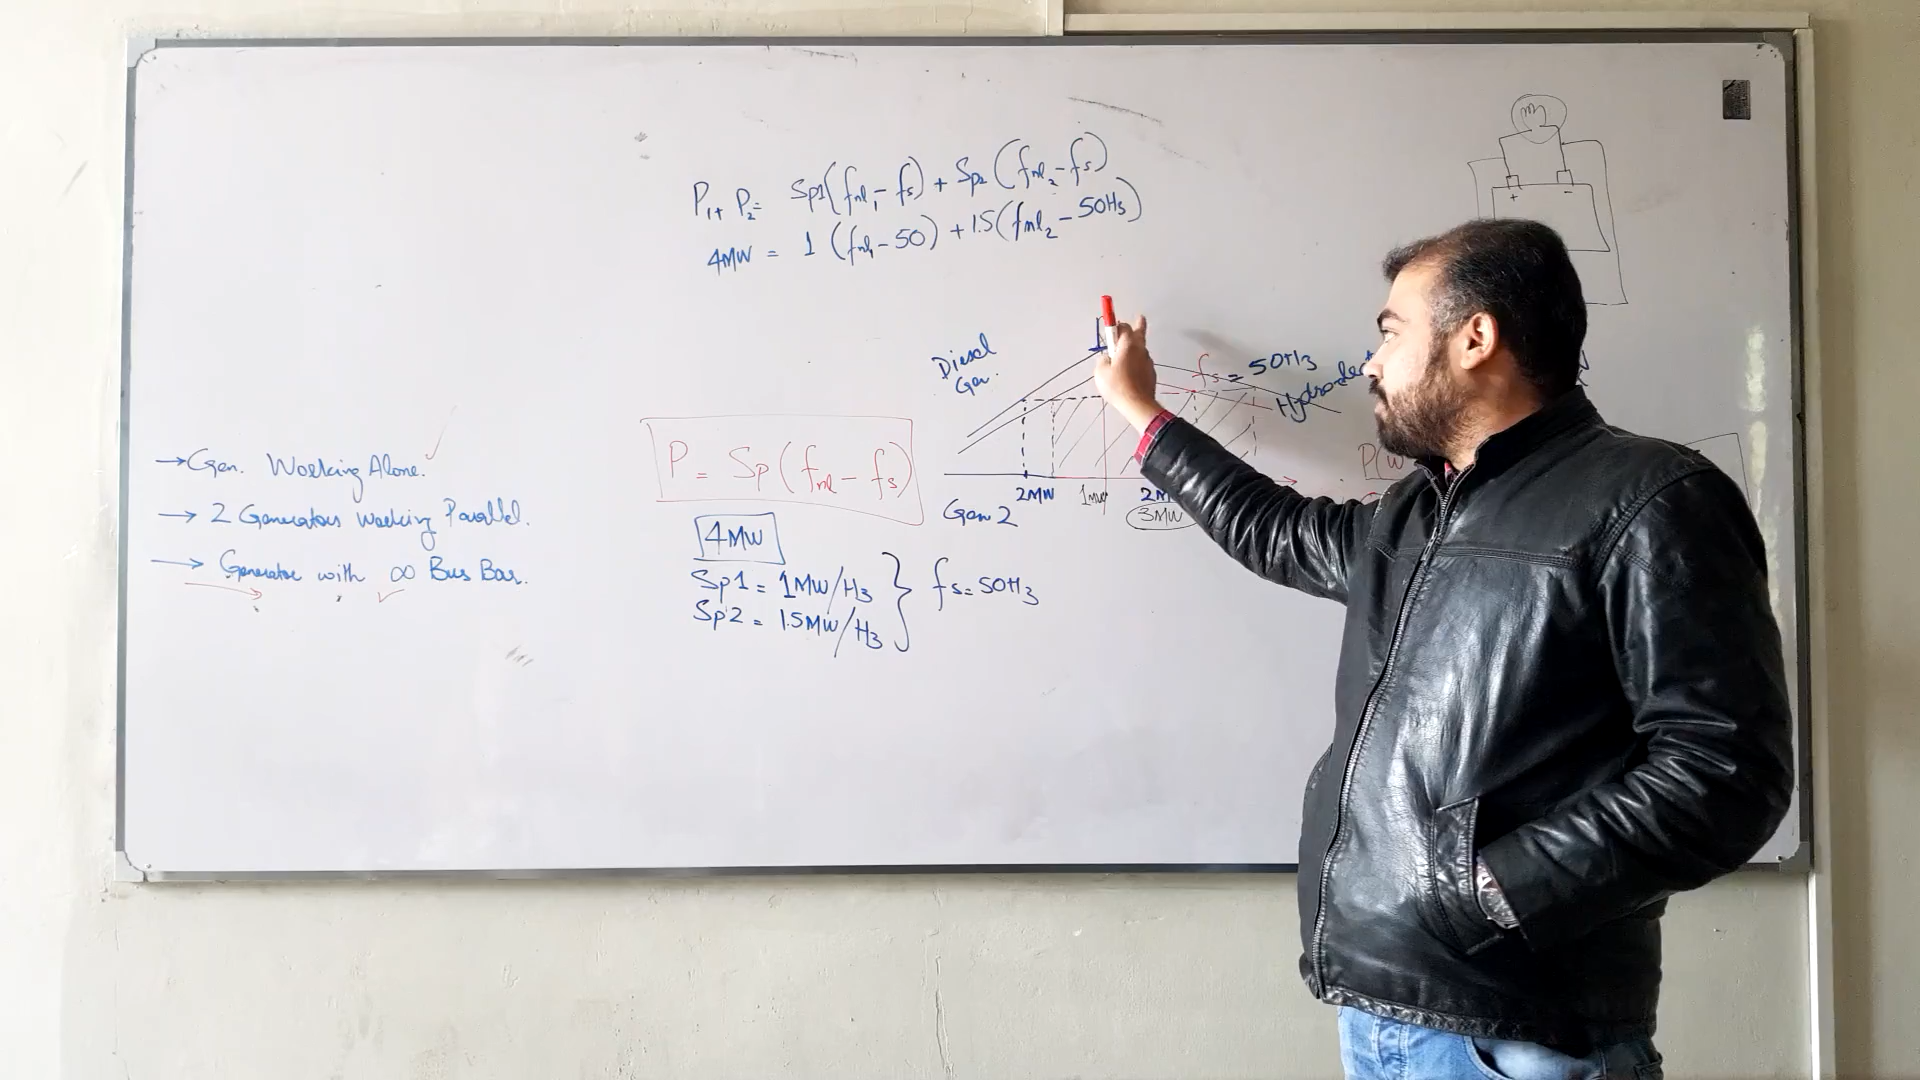 P1 + P2 = Sp1(fnl1 - fs) + Sp2(fnl2 - fs)
4MW = 1 (fnl1 - 50) + 1.5(fnl2 - 50Hz)
Diesel
Gen.
fs = 50Hz
+ -
P = Sp(fnl - fs)
P(W
2MW 1MW
3MW
Gen 2
→ Gen. Working Alone.
→ 2 Generators Working Parallel.
→ Generator with ∞ Bus Bar.
4MW
Sp1 = 1MW/Hz
Sp2 = 1.5MW/Hz
} fs = 50Hz